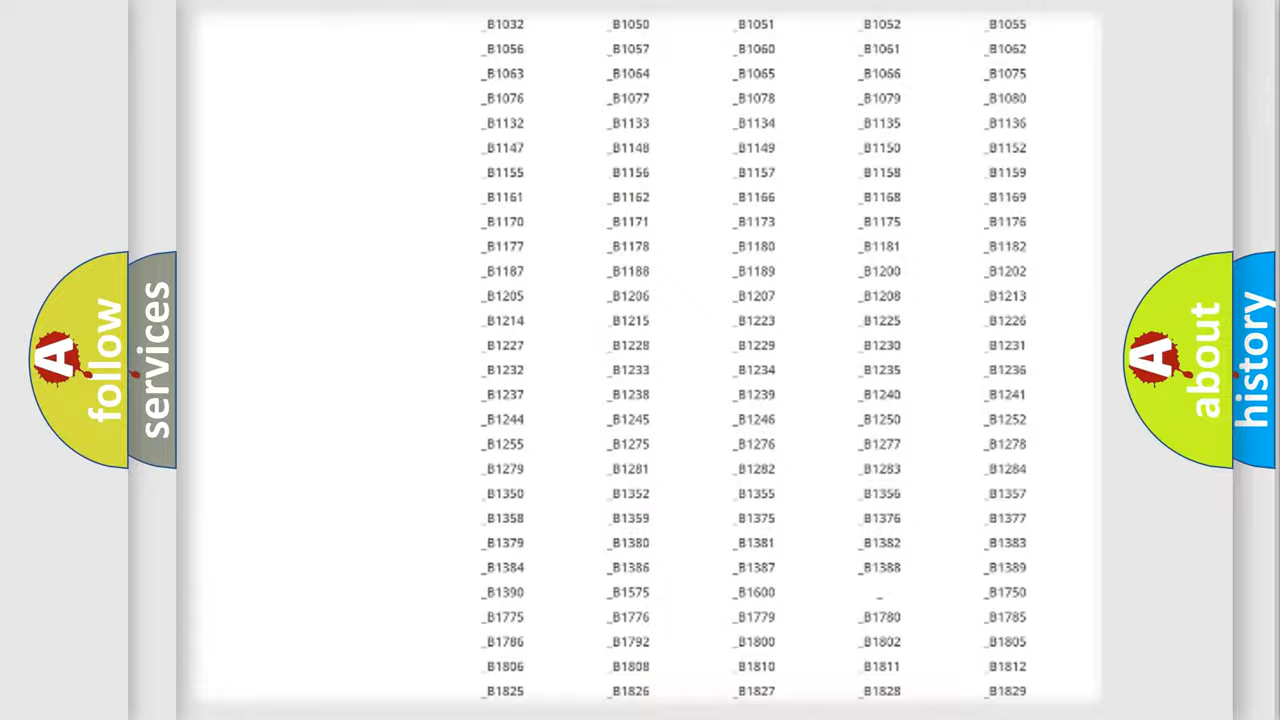 _B1032 _B1050 _B1051 _B1052 _B1055
_B1056 _B1057 _B1060 _B1061 _B1062
_B1063 _B1064 _B1065 _B1066 _B1075
_B1076 _B1077 _B1078 _B1079 _B1080
_B1132 _B1133 _B1134 _B1135 _B1136
_B1147 _B1148 _B1149 _B1150 _B1152
_B1155 _B1156 _B1157 _B1158 _B1159
_B1161 _B1162 _B1166 _B1168 _B1169
_B1170 _B1171 _B1173 _B1175 _B1176
_B1177 _B1178 _B1180 _B1181 _B1182
_B1187 _B1188 _B1189 _B1200 _B1202
_B1205 _B1206 _B1207 _B1208 _B1213
_B1214 _B1215 _B1223 _B1225 _B1226
_B1227 _B1228 _B1229 _B1230 _B1231
_B1232 _B1233 _B1234 _B1235 _B1236
_B1237 _B1238 _B1239 _B1240 _B1241
_B1244 _B1245 _B1246 _B1250 _B1252
_B1255 _B1275 _B1276 _B1277 _B1278
_B1279 _B1281 _B1282 _B1283 _B1284
_B1350 _B1352 _B1355 _B1356 _B1357
_B1358 _B1359 _B1375 _B1376 _B1377
_B1379 _B1380 _B1381 _B1382 _B1383
_B1384 _B1386 _B1387 _B1388 _B1389
_B1390 _B1575 _B1600 _ _B1750
_B1775 _B1776 _B1779 _B1780 _B1785
_B1786 _B1792 _B1800 _B1802 _B1805
_B1806 _B1808 _B1810 _B1811 _B1812
_B1825 _B1826 _B1827 _B1828 _B1829
A follow
services
A about
history